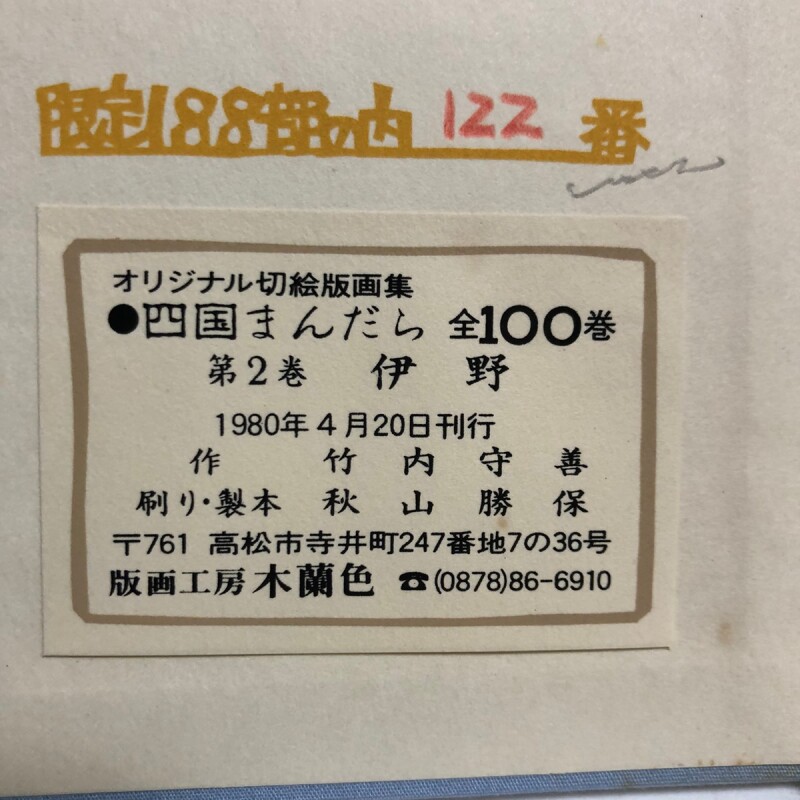 限定188部の内 122 番
オリジナル切絵版画集
●四国まんだら 全100巻
第2巻 伊野
1980年4月20日刊行
作 竹内守善
刷り・製本 秋山勝保
〒761 高松市寺井町247番地7の36号
版画工房 木蘭色 ☎(0878)86-6910